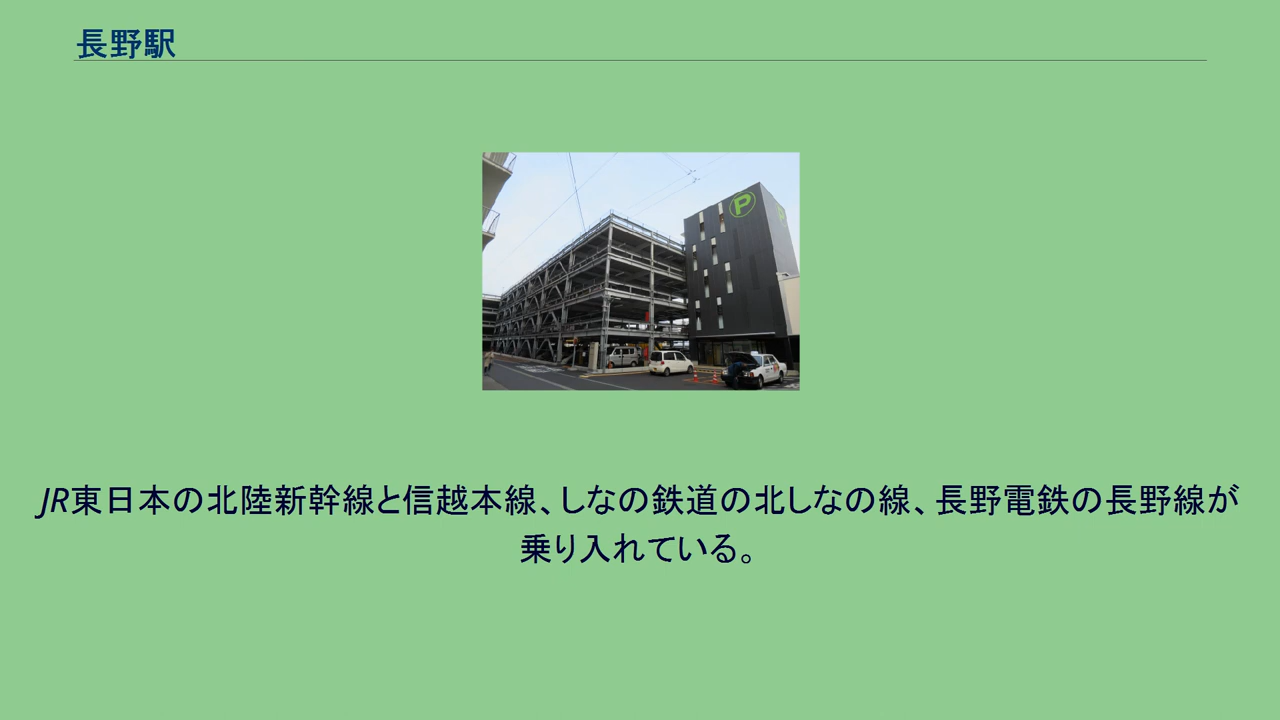 長野駅
P
JR東日本の北陸新幹線と信越本線、しなの鉄道の北しなの線、長野電鉄の長野線が
乗り入れている。